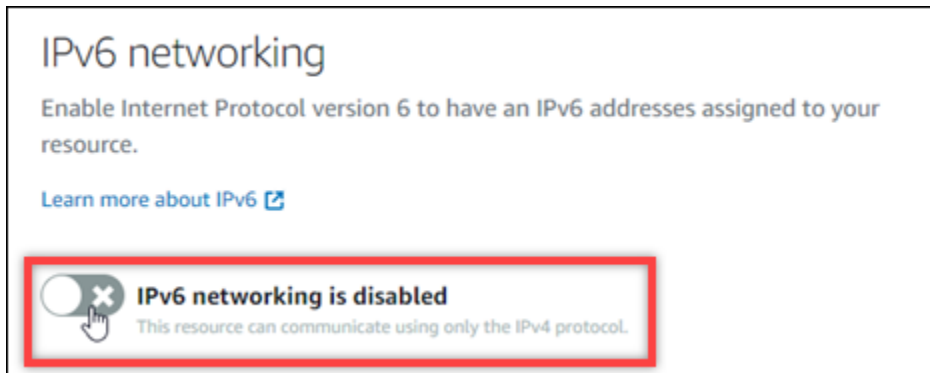 IPv6 networking
Enable Internet Protocol version 6 to have an IPv6 addresses assigned to your
resource.
Learn more about IPv6
IPv6 networking is disabled
This resource can communicate using only the IPv4 protocol.